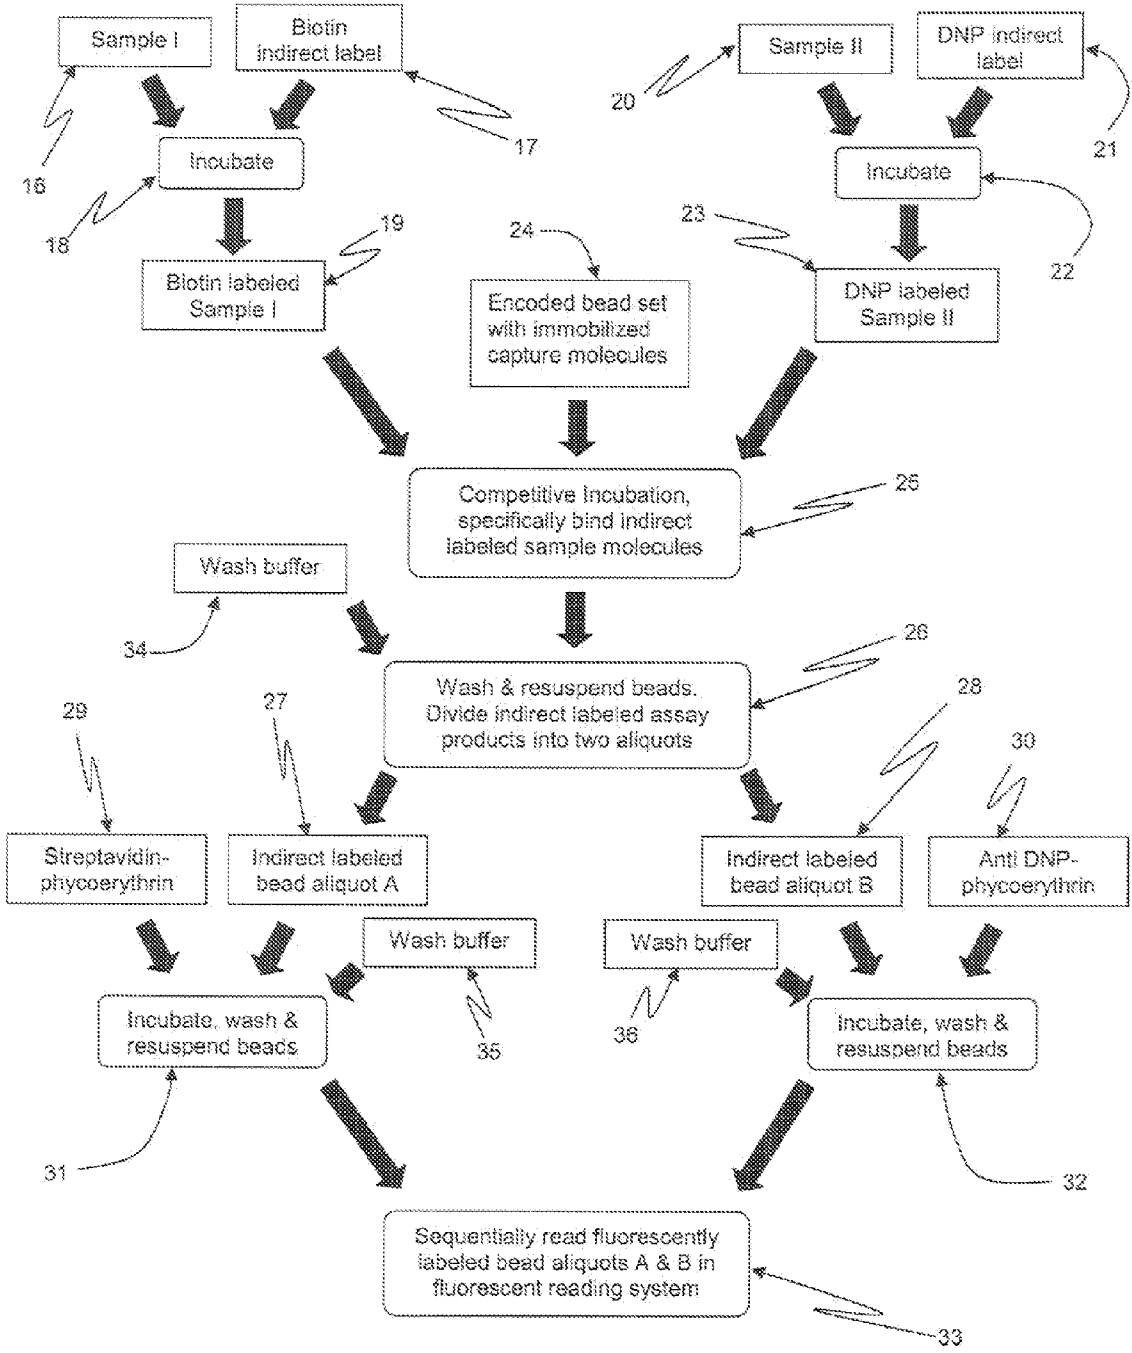 Sample I
Biotin
indirect label
Sample II
DNP indirect
label
20
17
21
16
Incubate
Incubate
18
19
24
23
22
Biotin labeled
Sample I
Encoded bead set
with immobilized
capture molecules
DNP labeled
Sample II
Competitive Incubation,
specifically bind indirect
labeled sample molecules
25
Wash buffer
34
26
Wash & resuspend beads.
Divide indirect labeled assay
products into two aliquots
29
27
28
30
Streptavidin-
phycoerythrin
Indirect labeled
bead aliquot A
Indirect labeled
bead aliquot B
Anti DNP-
phycoerythrin
Wash buffer
Wash buffer
35
36
Incubate, wash &
resuspend beads
Incubate, wash &
resuspend beads
31
32
Sequentially read fluorescently
labeled bead aliquots A & B in
fluorescent reading system
33